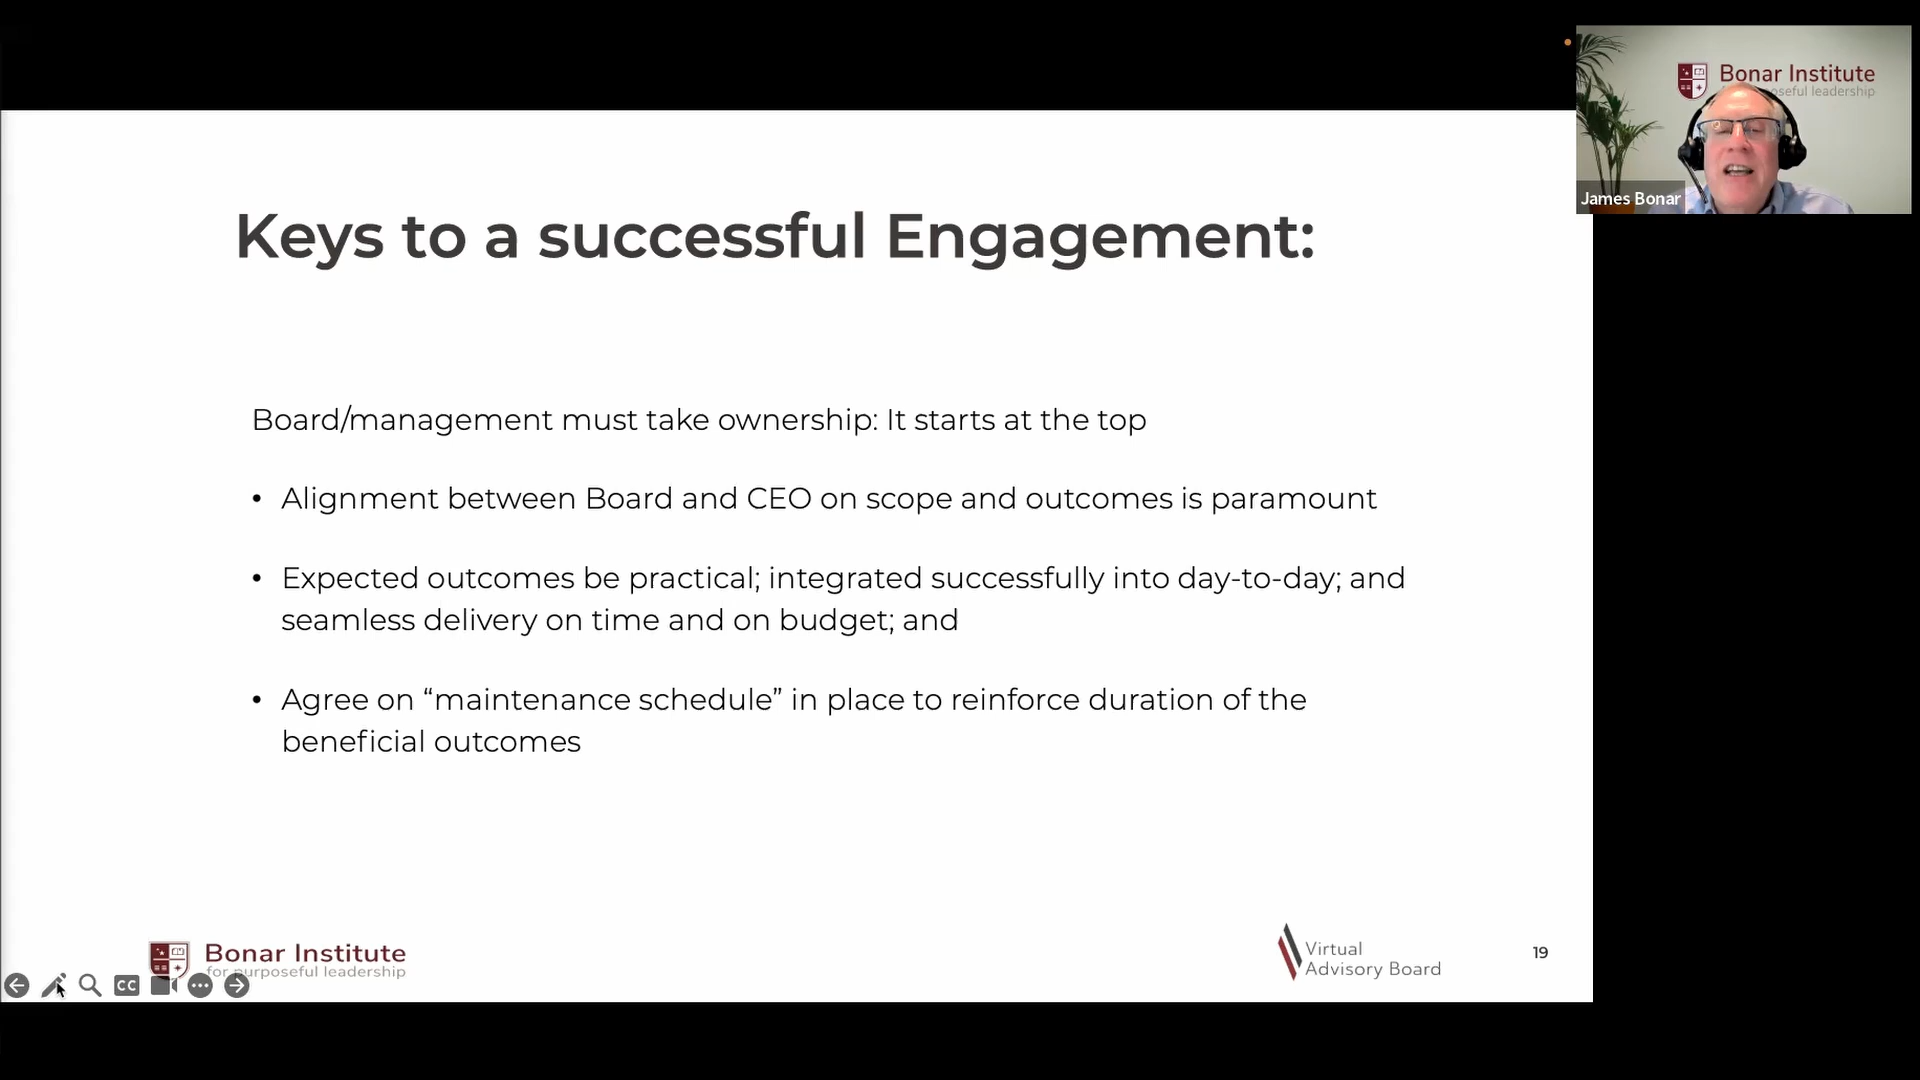 Bonar Institute
poseful leadership
James Bonar
Keys to a successful Engagement:
Board/management must take ownership: It starts at the top
• Alignment between Board and CEO on scope and outcomes is paramount
• Expected outcomes be practical; integrated successfully into day-to-day; and
seamless delivery on time and on budget; and
• Agree on “maintenance schedule” in place to reinforce duration of the
beneficial outcomes
Bonar Institute
for purposeful leadership
Virtual
Advisory Board
19
CC